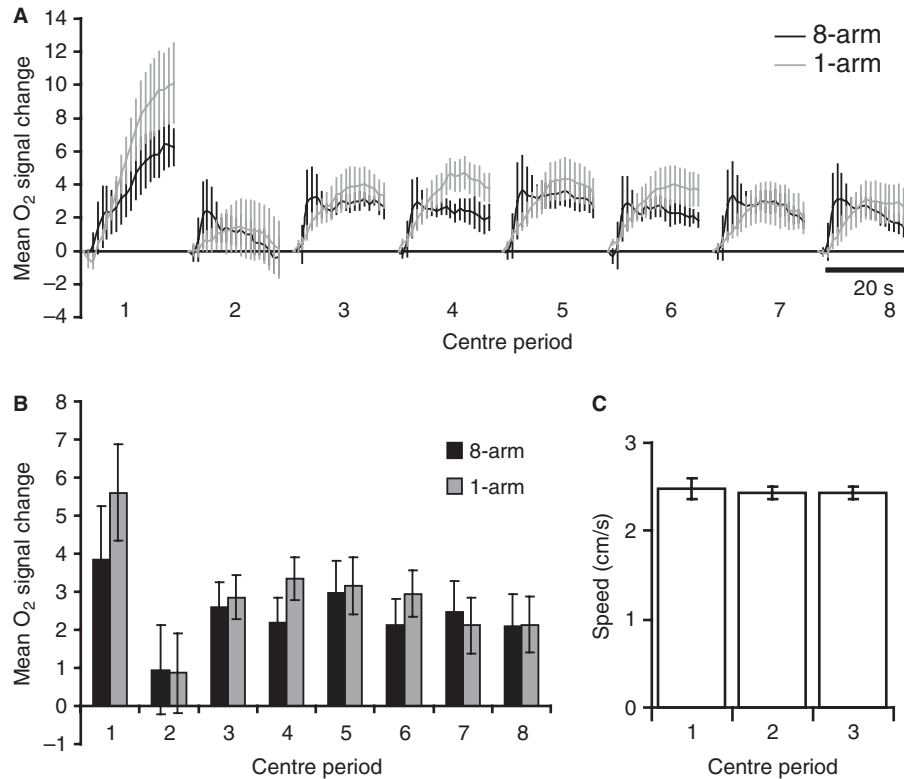 A
14
12
10
8
6
4
2
0
–2
–4
Mean O2 signal change
8-arm
1-arm
20 s
1 2 3 4 5 6 7 8
Centre period
B
8
7
6
5
4
3
2
1
0
–1
Mean O2 signal change
8-arm
1-arm
1 2 3 4 5 6 7 8
Centre period
C
3
2
1
0
Speed (cm/s)
1 2 3
Centre period